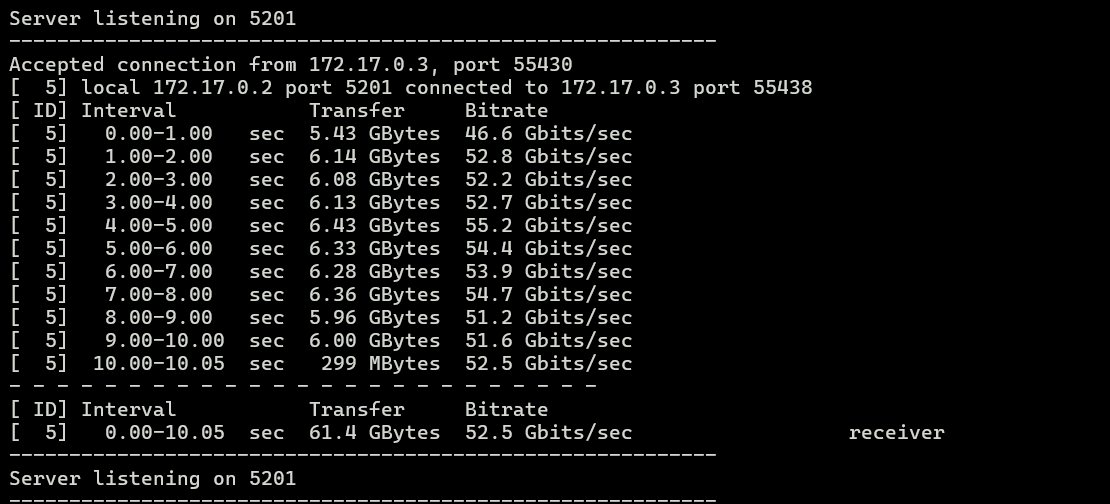 Server listening on 5201
-----------------------------------------------------------
Accepted connection from 172.17.0.3, port 55430
[  5] local 172.17.0.2 port 5201 connected to 172.17.0.3 port 55438
[ ID] Interval           Transfer     Bitrate
[  5]   0.00-1.00   sec  5.43 GBytes  46.6 Gbits/sec
[  5]   1.00-2.00   sec  6.14 GBytes  52.8 Gbits/sec
[  5]   2.00-3.00   sec  6.08 GBytes  52.2 Gbits/sec
[  5]   3.00-4.00   sec  6.13 GBytes  52.7 Gbits/sec
[  5]   4.00-5.00   sec  6.43 GBytes  55.2 Gbits/sec
[  5]   5.00-6.00   sec  6.33 GBytes  54.4 Gbits/sec
[  5]   6.00-7.00   sec  6.28 GBytes  53.9 Gbits/sec
[  5]   7.00-8.00   sec  6.36 GBytes  54.7 Gbits/sec
[  5]   8.00-9.00   sec  5.96 GBytes  51.2 Gbits/sec
[  5]   9.00-10.00  sec  6.00 GBytes  51.6 Gbits/sec
[  5]  10.00-10.05  sec   299 MBytes  52.5 Gbits/sec
- - - - - - - - - - - - - - - - - - - - - - - - -
[ ID] Interval           Transfer     Bitrate
[  5]   0.00-10.05  sec  61.4 GBytes  52.5 Gbits/sec                  receiver
-----------------------------------------------------------
Server listening on 5201
-----------------------------------------------------------